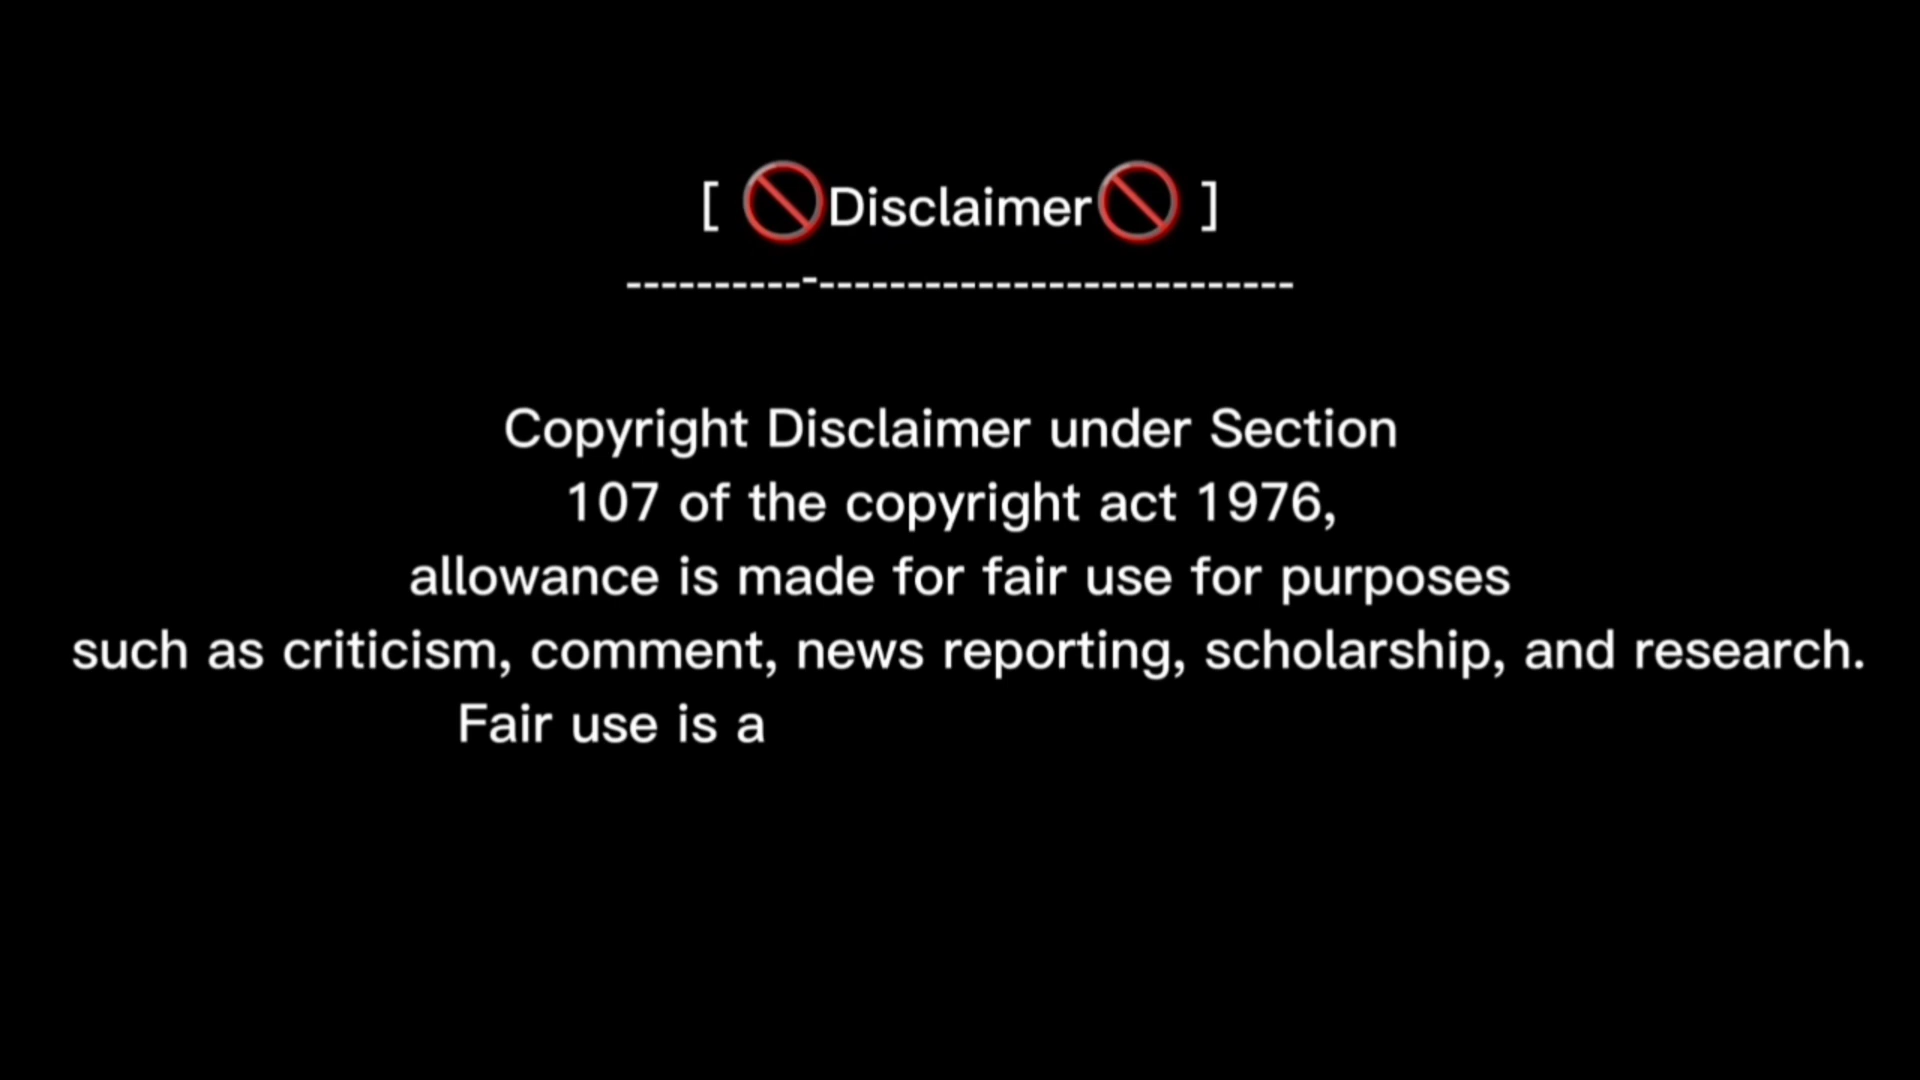 [ 🚫Disclaimer🚫 ]
--------------------------------------
Copyright Disclaimer under Section
107 of the copyright act 1976,
allowance is made for fair use for purposes
such as criticism, comment, news reporting, scholarship, and research.
Fair use is a